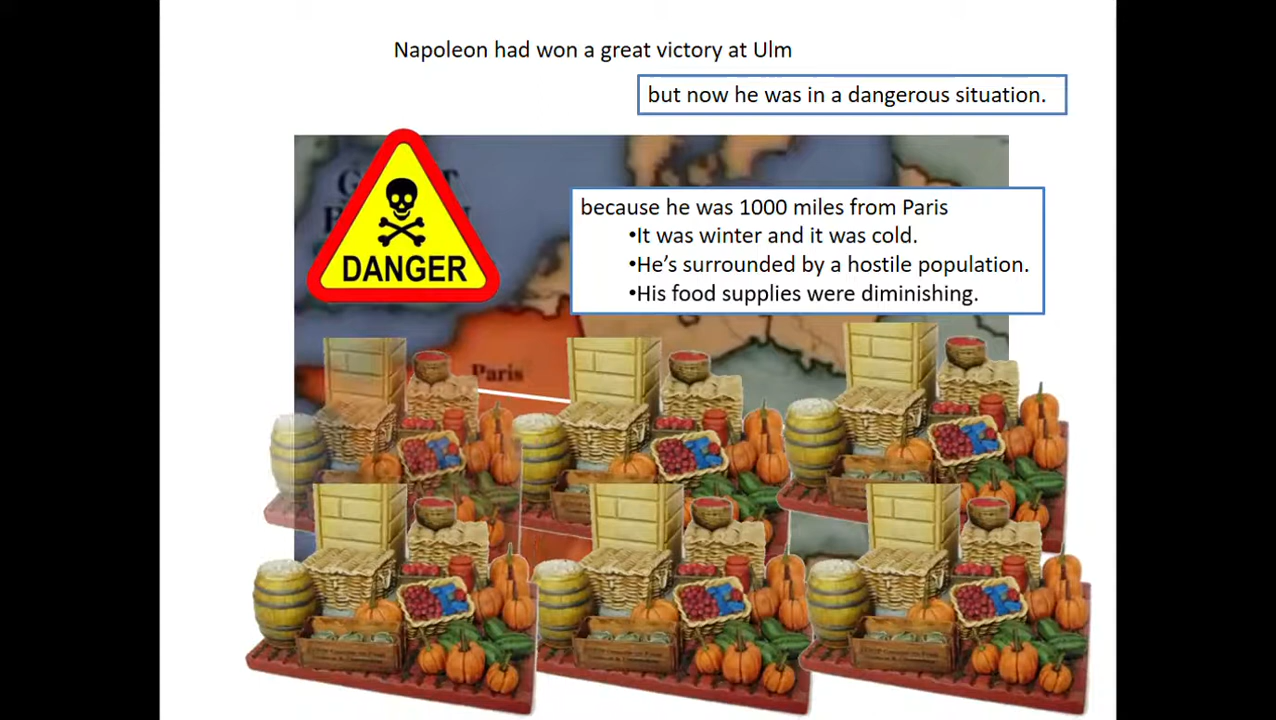 Napoleon had won a great victory at Ulm
but now he was in a dangerous situation.
DANGER
because he was 1000 miles from Paris
•It was winter and it was cold.
•He's surrounded by a hostile population.
•His food supplies were diminishing.
Paris